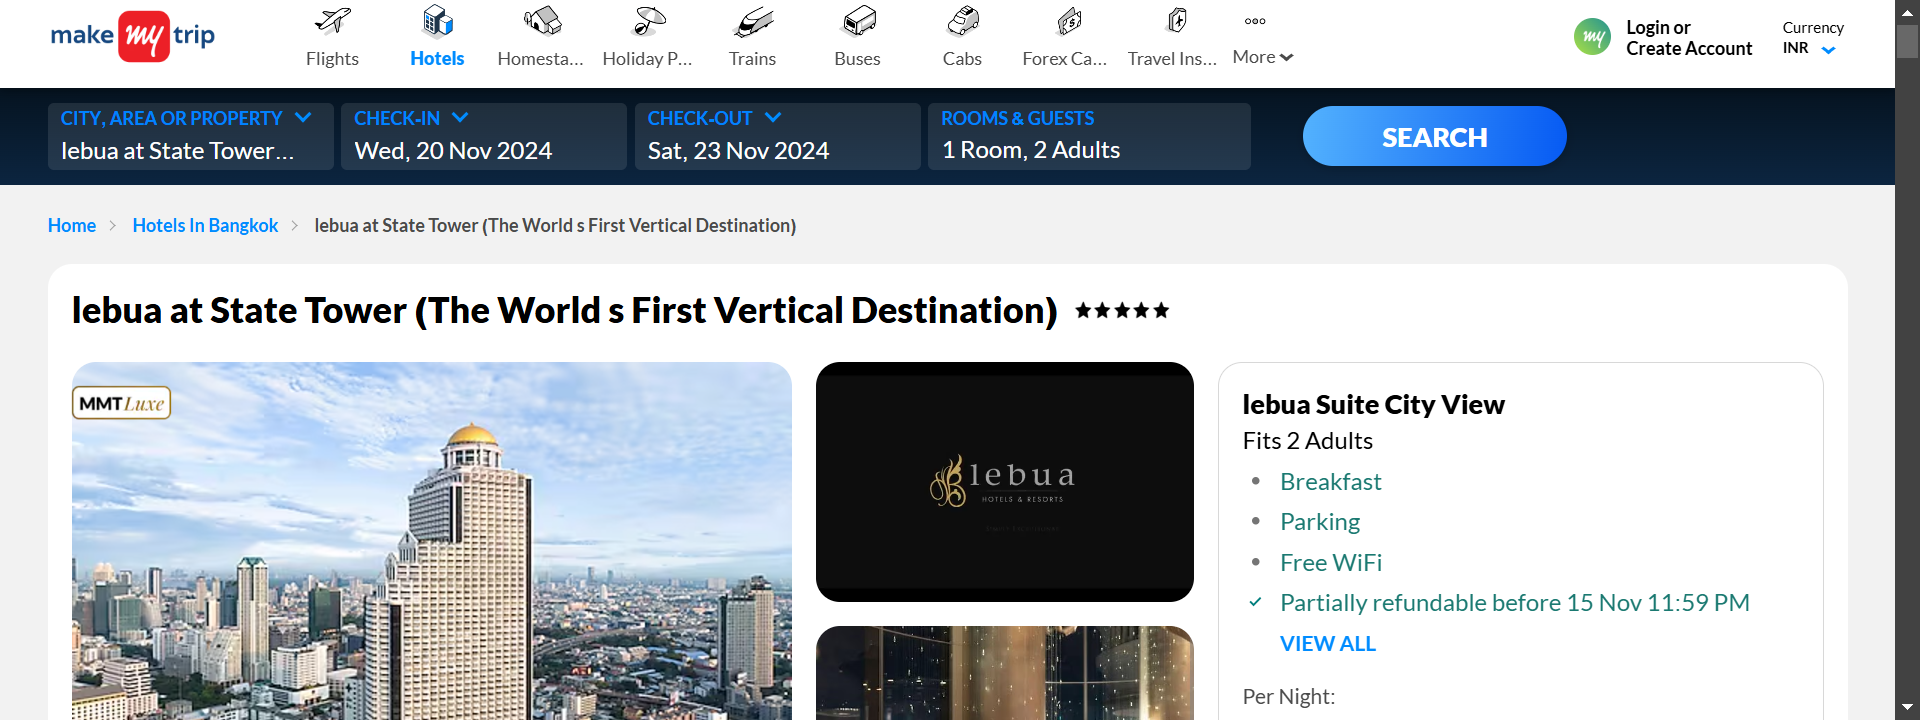 make my trip
Flights
Hotels
Homesta...
Holiday P...
Trains
Buses
Cabs
Forex Ca...
Travel Ins...
More
my
Login or
Create Account
Currency
INR
CITY, AREA OR PROPERTY
lebua at State Tower...
CHECK-IN
Wed, 20 Nov 2024
CHECK-OUT
Sat, 23 Nov 2024
ROOMS & GUESTS
1 Room, 2 Adults
SEARCH
Home
Hotels In Bangkok
lebua at State Tower (The World s First Vertical Destination)
lebua at State Tower (The World s First Vertical Destination)
MMT Luxe
lebua
HOTELS & RESORTS
lebua Suite City View
Fits 2 Adults
Breakfast
Parking
Free WiFi
Partially refundable before 15 Nov 11:59 PM
VIEW ALL
Per Night: